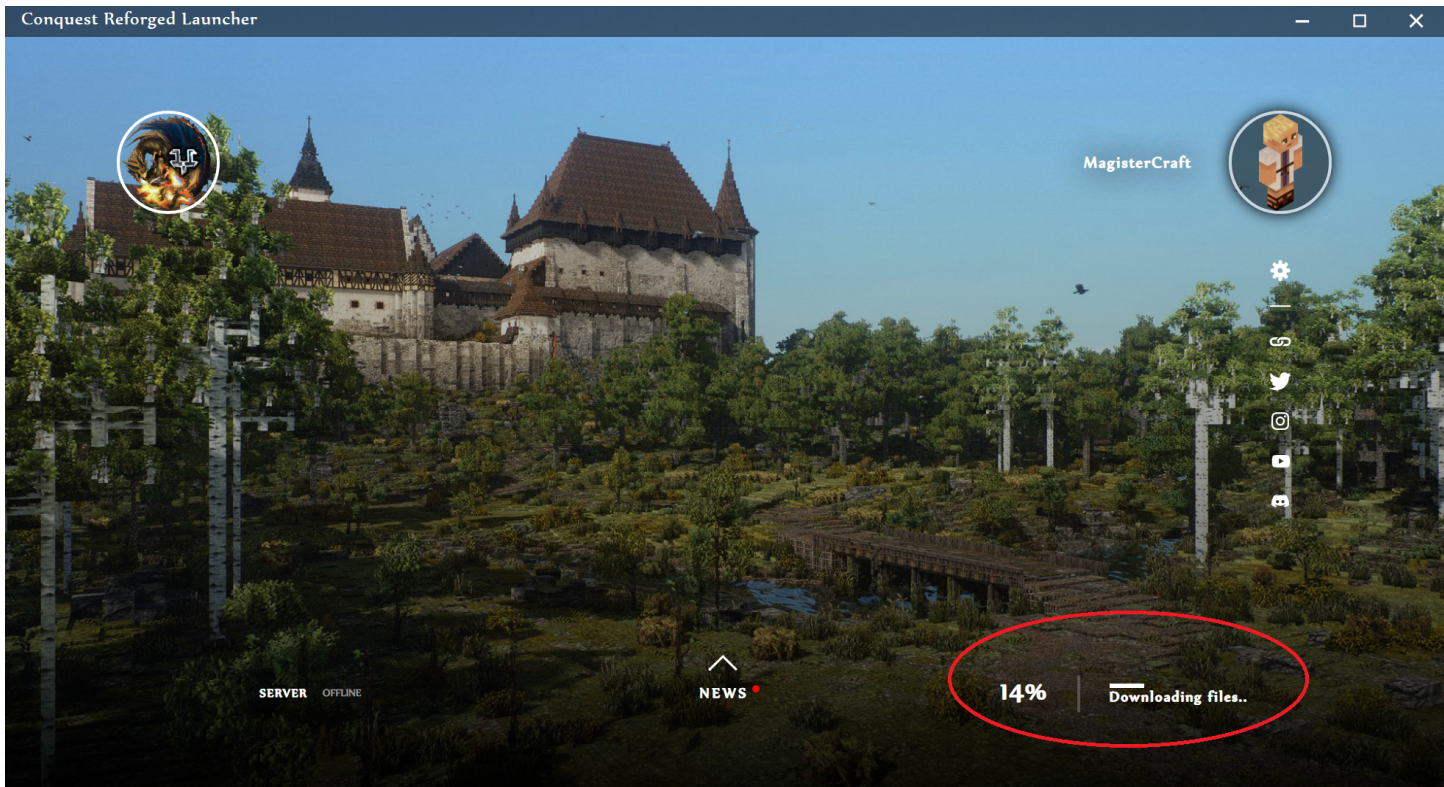 Conquest Reforged Launcher
MagisterCraft
SERVER OFFLINE
NEWS
14%
Downloading files..